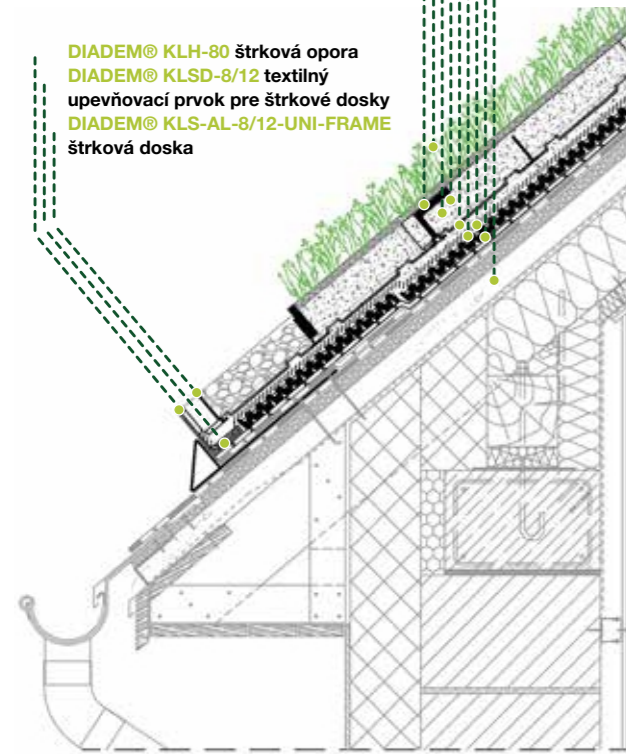 DIADEM® KLH-80 štrková opora
DIADEM® KLSD-8/12 textilný
upevňovací prvok pre štrkové dosky
DIADEM® KLS-AL-8/12-UNI-FRAME
štrková doska